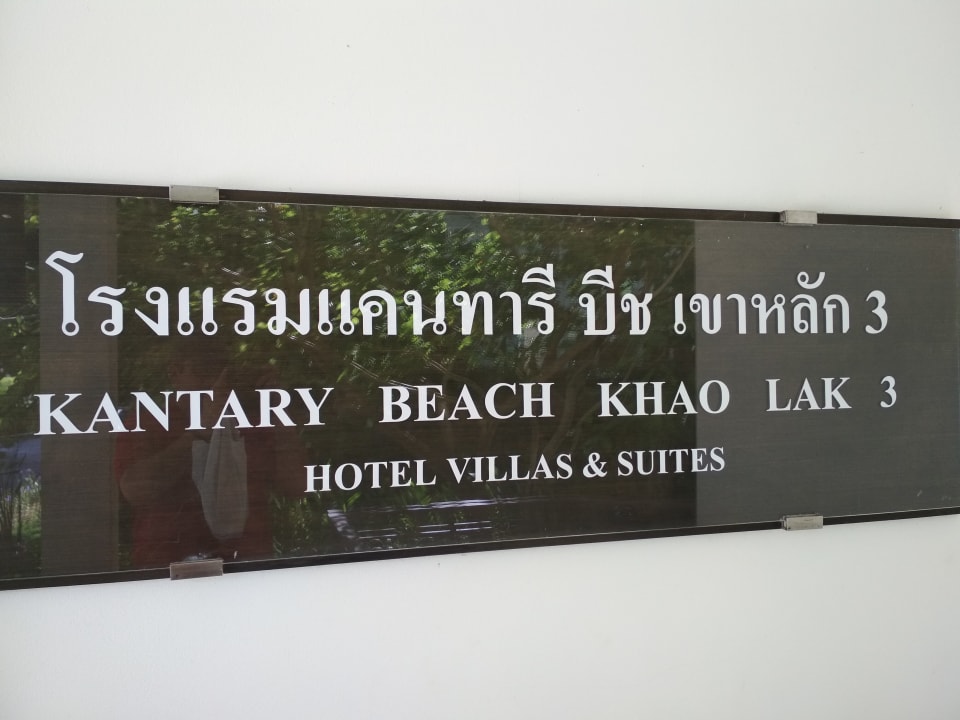 โรงแรมแคนทารี บีช เขาหลัก 3
KANTARY BEACH KHAO LAK 3
HOTEL VILLAS & SUITES